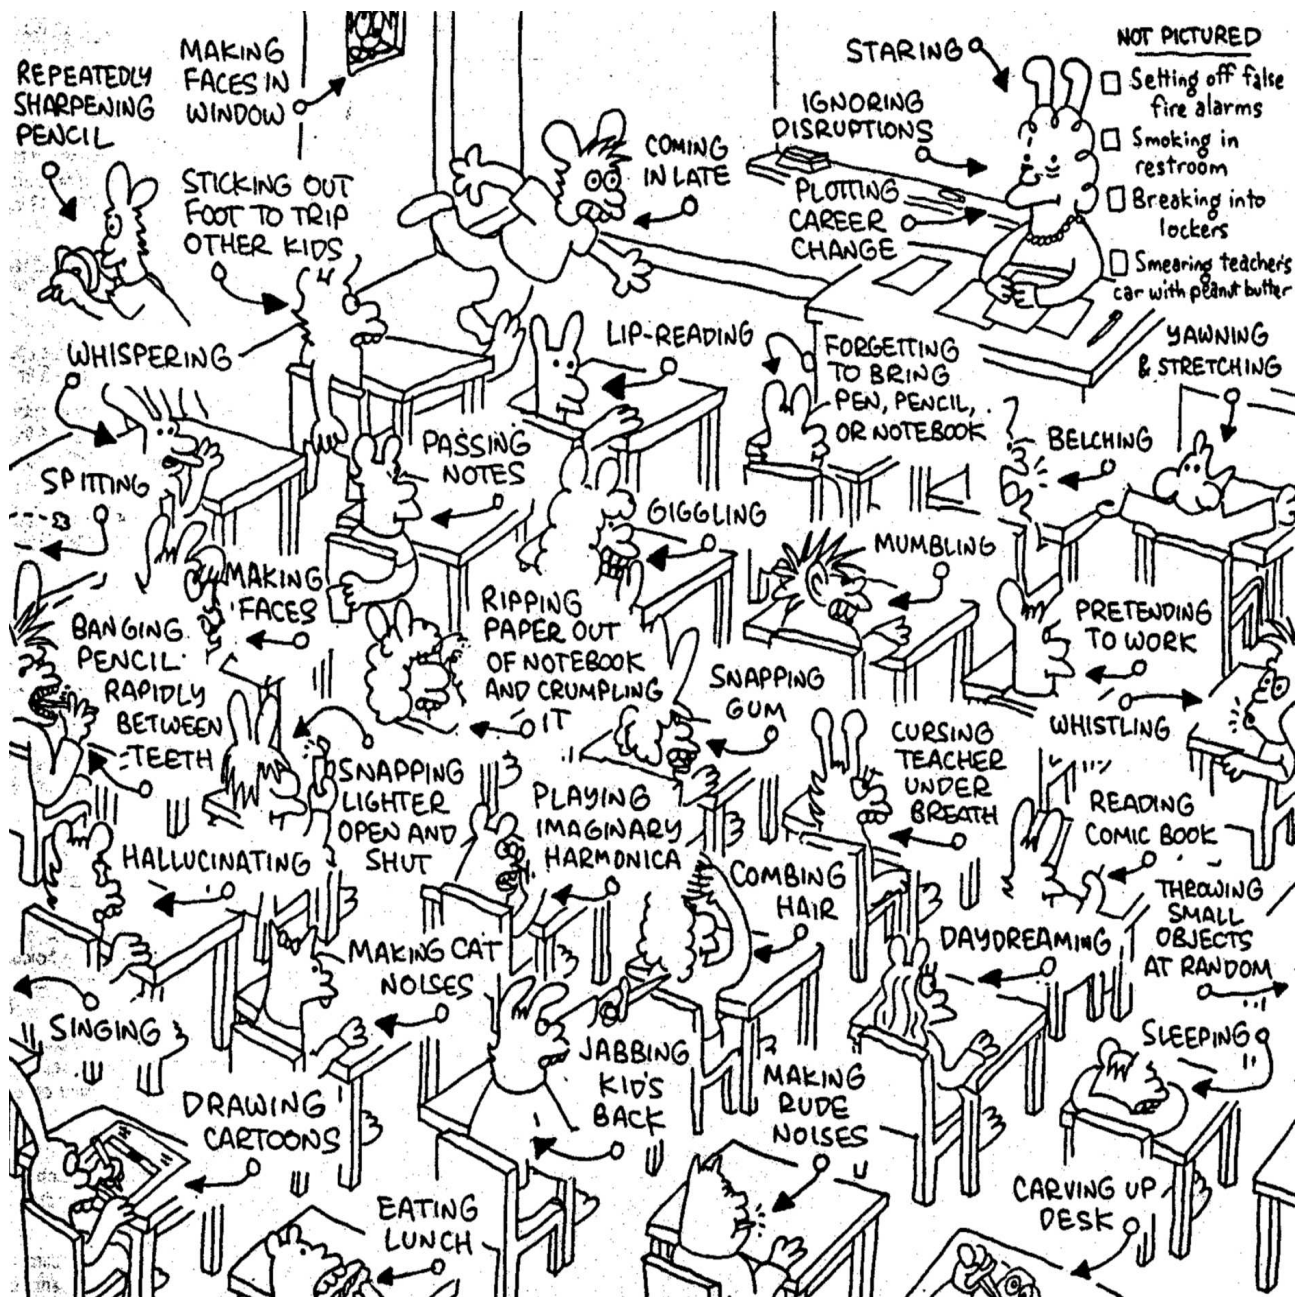 REPEATEDLY
SHARPENING
PENCIL
MAKING
FACES IN
WINDOW
STARING
NOT PICTURED
Setting off false
fire alarms
Smoking in
restroom
Breaking into
lockers
Smearing teacher's
car with peanut butter
IGNORING
DISRUPTIONS
PLOTTING
CAREER
CHANGE
COMING
IN LATE
STICKING OUT
FOOT TO TRIP
OTHER KIDS
WHISPERING
LIP-READING
FORGETTING
TO BRING
PEN, PENCIL,
OR NOTEBOOK
YAWNING
& STRETCHING
SPITTING
PASSING
NOTES
BELCHING
GIGGLING
MUMBLING
MAKING
FACES
BANGING
PENCIL
RAPIDLY
BETWEEN
TEETH
RIPPING
PAPER OUT
OF NOTEBOOK
AND CRUMPLING
IT
PRETENDING
TO WORK
SNAPPING
GUM
WHISTLING
CURSING
TEACHER
UNDER
BREATH
SNAPPING
LIGHTER
OPEN AND
SHUT
PLAYING
IMAGINARY
HARMONICA
READING
COMIC BOOK
HALLUCINATING
COMBING
HAIR
THROWING
SMALL
OBJECTS
AT RANDOM
MAKING CAT
NOISES
DAYDREAMING
SINGING
SLEEPING
JABBING
KID'S
BACK
MAKING
RUDE
NOISES
DRAWING
CARTOONS
EATING
LUNCH
CARVING UP
DESK